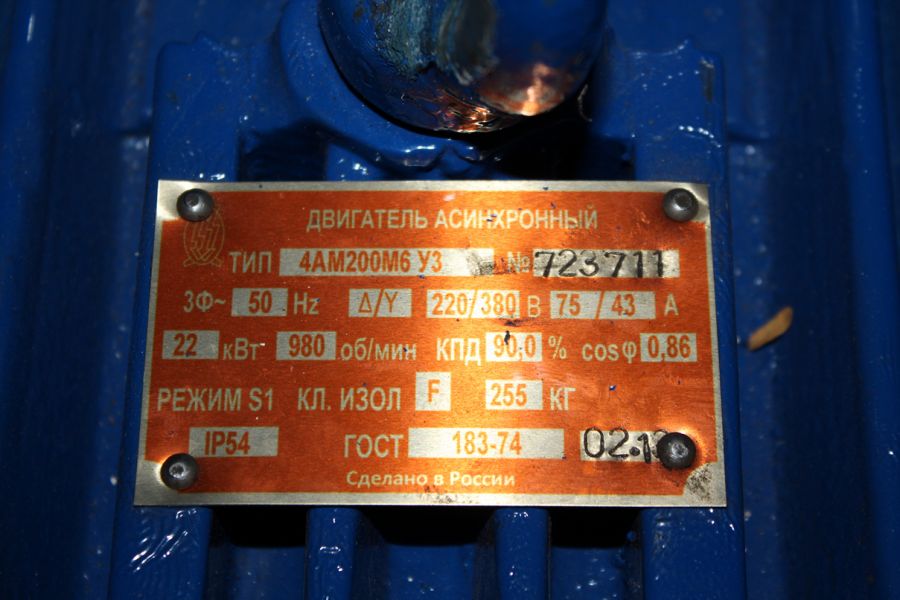 ДВИГАТЕЛЬ АСИНХРОННЫЙ
ТИП 4АМ200М6 У3 № 723711
3Ф~ 50 Hz Δ/Y 220/380 В 75/43 А
22 кВт 980 об/мин КПД 90,0 % cosφ 0,86
РЕЖИМ S1 КЛ. ИЗОЛ F 255 КГ
IP54 ГОСТ 183-74
Сделано в России